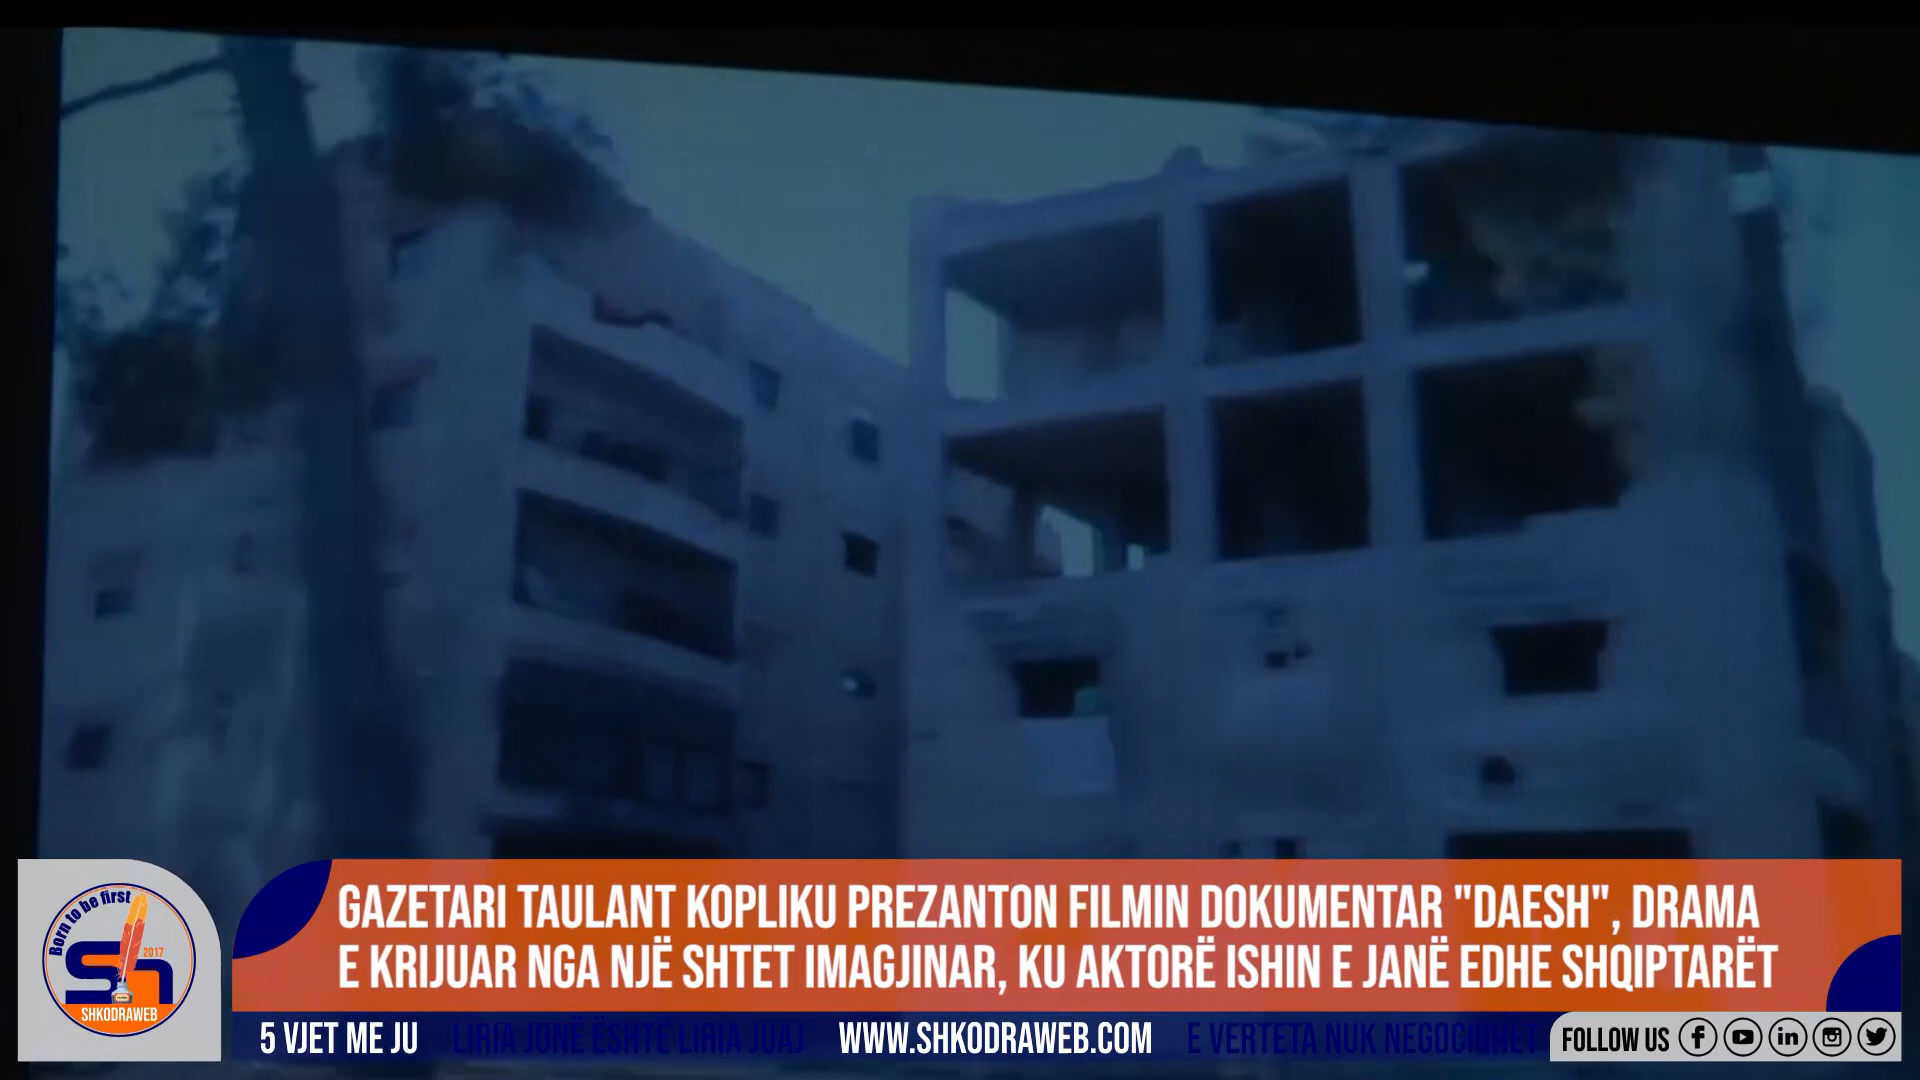 GAZETARI TAULANT KOPLIKU PREZANTON FILMIN DOKUMENTAR "DAESH", DRAMA
E KRIJUAR NGA NJË SHTET IMAGJINAR, KU AKTORË ISHIN E JANË EDHE SHQIPTARËT
Born to be first
2017
sh
SHKODRAWEB
5 VJET ME JU LIRIA JONË ËSHTË LIRIA JUAJ WWW.SHKODRAWEB.COM E VERTETA NUK NEGOCIOHET
FOLLOW US